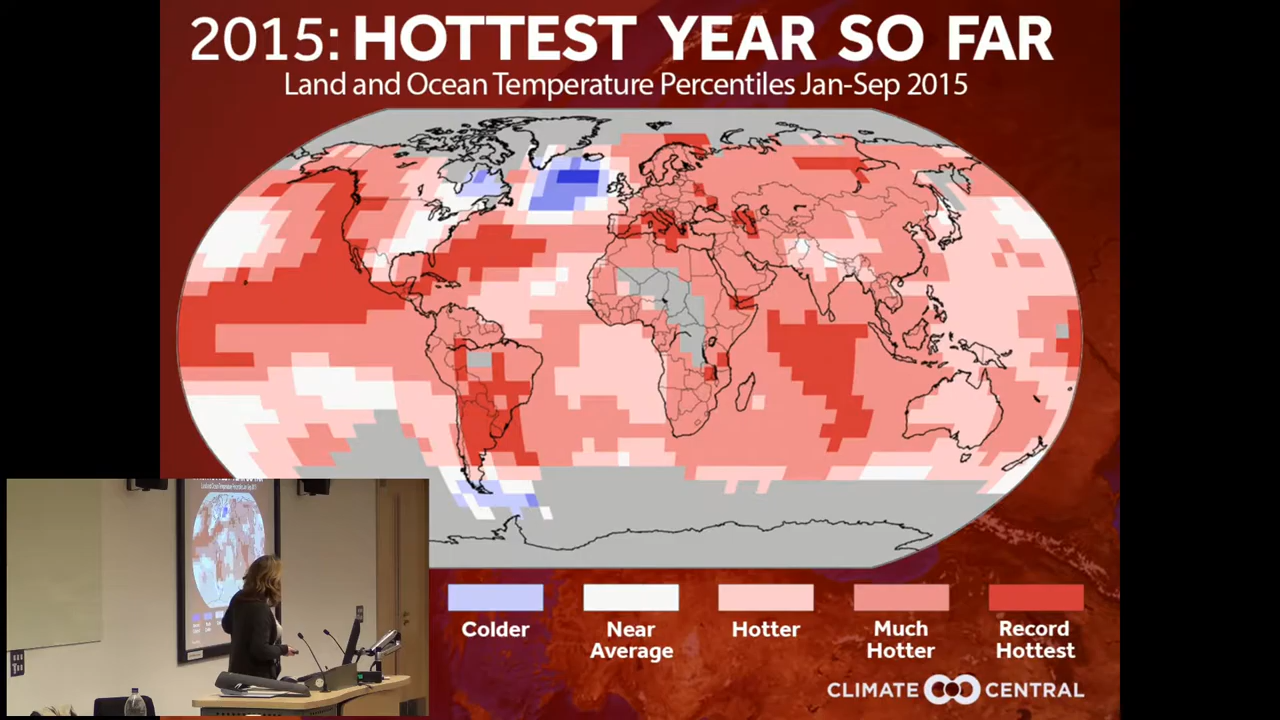 2015: HOTTEST YEAR SO FAR
Land and Ocean Temperature Percentiles Jan-Sep 2015
Colder
Near
Average
Hotter
Much
Hotter
Record
Hottest
CLIMATE CENTRAL